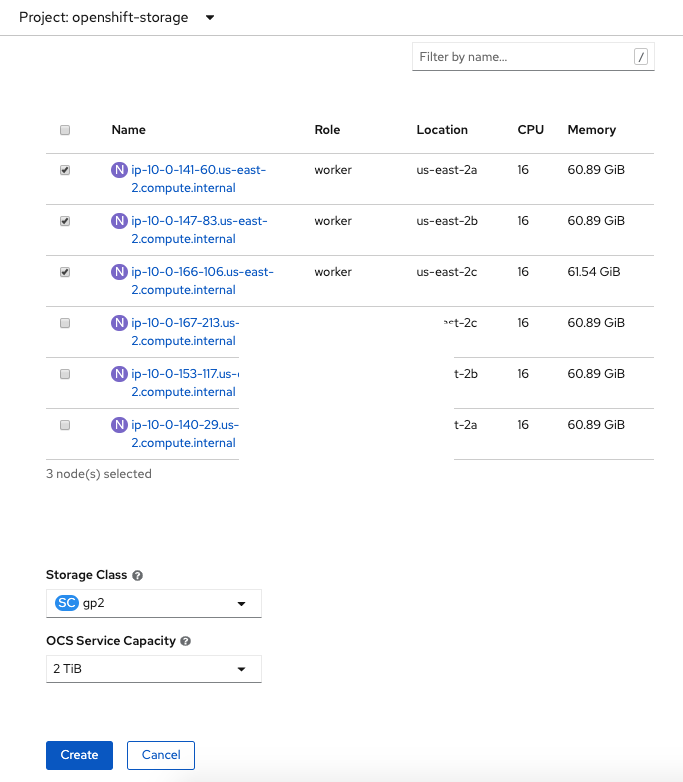 Project: openshift-storage
Filter by name...
/
Name Role Location CPU Memory
N ip-10-0-141-60.us-east- worker us-east-2a 16 60.89 GiB
2.compute.internal
N ip-10-0-147-83.us-east- worker us-east-2b 16 60.89 GiB
2.compute.internal
N ip-10-0-166-106.us-east- worker us-east-2c 16 61.54 GiB
2.compute.internal
N ip-10-0-167-213.us- st-2c 16 60.89 GiB
2.compute.internal
N ip-10-0-153-117.us- t-2b 16 60.89 GiB
2.compute.internal
N ip-10-0-140-29.us- t-2a 16 60.89 GiB
2.compute.internal
3 node(s) selected
Storage Class ?
SC gp2
OCS Service Capacity ?
2 TiB
Create Cancel